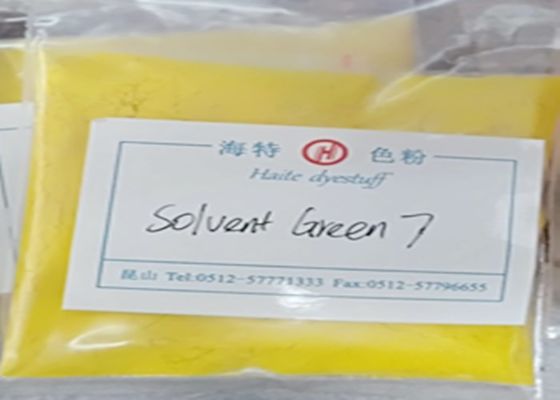 海特 H 色粉
Haite dyestuff
Solvent Green 7
昆山 Tel:0512-57771333 Fax:0512-57796655